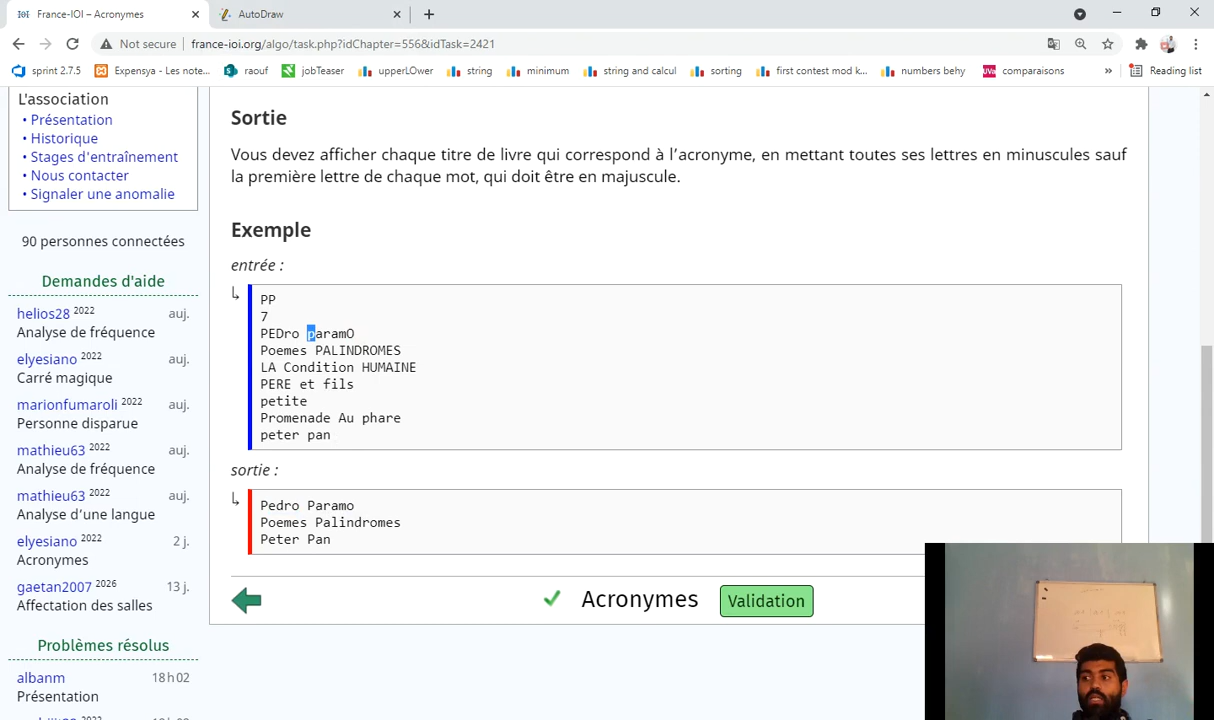 France-IOI – Acronymes
AutoDraw
Not secure
france-ioi.org/algo/task.php?idChapter=556&idTask=2421
sprint 2.7.5
Expensya - Les note...
raouf
jobTeaser
upperLOwer
string
minimum
string and calcul
sorting
first contest mod k...
numbers behy
comparaisons
»
Reading list
L'association
• Présentation
• Historique
• Stages d'entraînement
• Nous contacter
• Signaler une anomalie
90 personnes connectées
Demandes d'aide
helios28 2022 auj.
Analyse de fréquence
elyesiano 2022 auj.
Carré magique
marionfumaroli 2022 auj.
Personne disparue
mathieu63 2022 auj.
Analyse de fréquence
mathieu63 2022 auj.
Analyse d'une langue
elyesiano 2022 2 j.
Acronymes
gaetan2007 2026 13 j.
Affectation des salles
Problèmes résolus
albanm 18h02
Présentation
Sortie
Vous devez afficher chaque titre de livre qui correspond à l'acronyme, en mettant toutes ses lettres en minuscules sauf
la première lettre de chaque mot, qui doit être en majuscule.
Exemple
entrée :
PP
7
PEDro paramO
Poemes PALINDROMES
LA Condition HUMAINE
PERE et fils
petite
Promenade Au phare
peter pan
sortie :
Pedro Paramo
Poemes Palindromes
Peter Pan
Acronymes
Validation